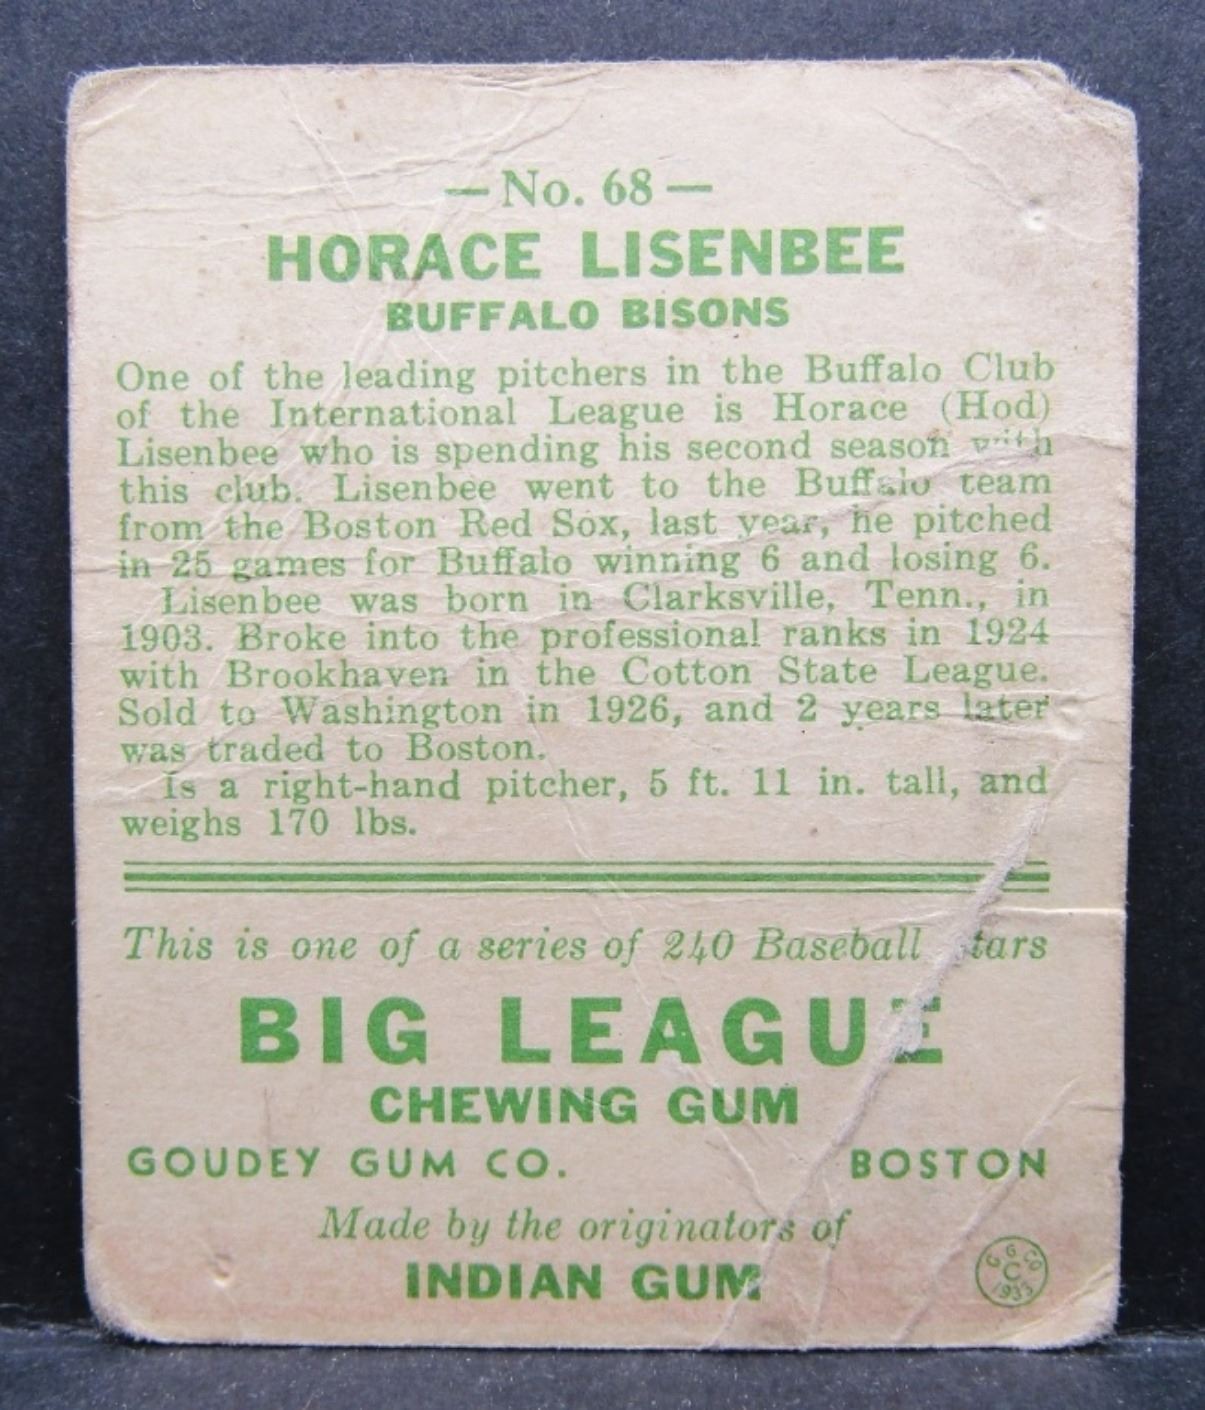 — No. 68 —
HORACE LISENBEE
BUFFALO BISONS
One of the leading pitchers in the Buffalo Club
of the International League is Horace (Hod)
Lisenbee who is spending his second season with
this club. Lisenbee went to the Buffalo team
from the Boston Red Sox, last year, he pitched
in 25 games for Buffalo winning 6 and losing 6.
Lisenbee was born in Clarksville, Tenn., in
1903. Broke into the professional ranks in 1924
with Brookhaven in the Cotton State League.
Sold to Washington in 1926, and 2 years later
was traded to Boston.
Is a right-hand pitcher, 5 ft. 11 in. tall, and
weighs 170 lbs.
This is one of a series of 240 Baseball Stars
BIG LEAGUE
CHEWING GUM
GOUDEY GUM CO. BOSTON
Made by the originators of
INDIAN GUM
G. G. CO
C
1933